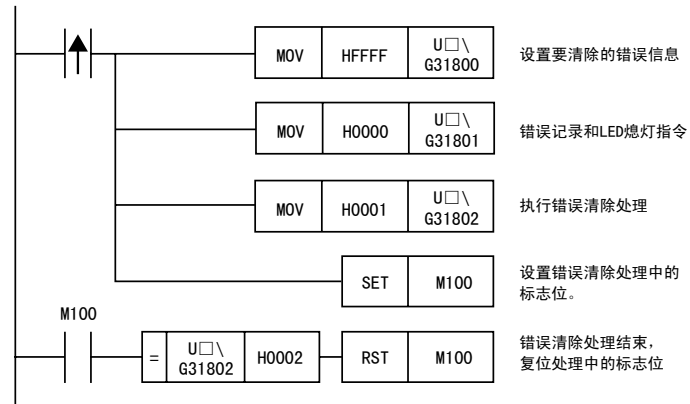 MOV HFFFF U□\
G31800
设置要清除的错误信息
MOV H0000 U□\
G31801
错误记录和LED熄灯指令
MOV H0001 U□\
G31802
执行错误清除处理
SET M100
设置错误清除处理中的
标志位。
M100
= U□\
G31802
H0002 RST M100
错误清除处理结束，
复位处理中的标志位